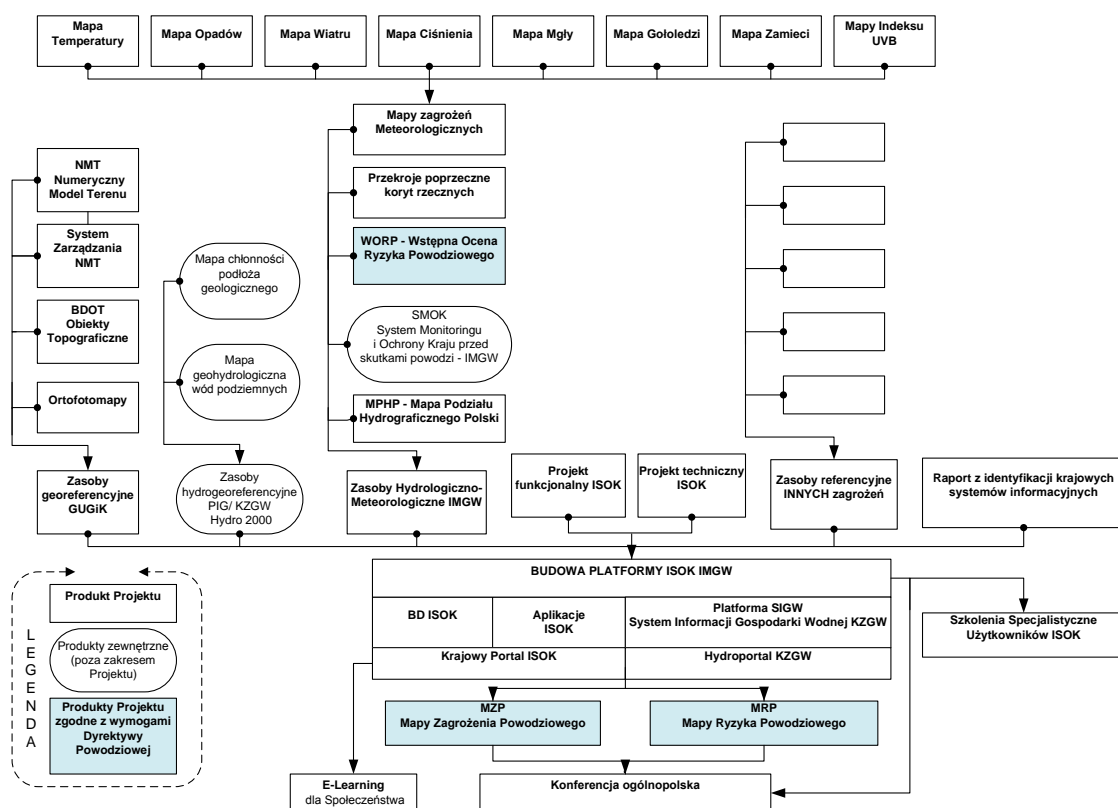 Mapa
Temperatury
Mapa Opadów
Mapa Wiatru
Mapa Ciśnienia
Mapa Mgły
Mapa Gołoledzi
Mapa Zamieci
Mapy Indeksu
UVB
Mapy zagrożeń
Meteorologicznych
NMT
Numeryczny
Model Terenu
System
Zarządzania
NMT
BDOT
Obiekty
Topograficzne
Ortofotomapy
Zasoby
georeferencyjne
GUGiK
Mapa chłonności
podłoża
geologicznego
Mapa
geohydrologiczna
wód podziemnych
Zasoby
hydrogeoreferencyjne
PIG/ KZGW
Hydro 2000
Przekroje poprzeczne
koryt rzecznych
WORP - Wstępna Ocena
Ryzyka Powodziowego
SMOK
System Monitoringu
i Ochrony Kraju przed
skutkami powodzi - IMGW
MPHP - Mapa Podziału
Hydrograficznego Polski
Zasoby Hydrologiczno-
Meteorologiczne IMGW
Projekt
funkcjonalny ISOK
Projekt techniczny
ISOK
Zasoby referencyjne
INNYCH zagrożeń
Raport z identyfikacji krajowych
systemów informacyjnych
BUDOWA PLATFORMY ISOK IMGW
BD ISOK
Aplikacje
ISOK
Platforma SIGW
System Informacji Gospodarki Wodnej KZGW
Krajowy Portal ISOK
Hydroportal KZGW
Szkolenia Specjalistyczne
Użytkowników ISOK
MZP
Mapy Zagrożenia Powodziowego
MRP
Mapy Ryzyka Powodziowego
E-Learning
dla Społeczeństwa
Konferencja ogólnopolska
LEGENDA
Produkt Projektu
Produkty zewnętrzne
(poza zakresem
Projektu)
Produkty Projektu
zgodne z wymogami
Dyrektywy
Powodziowej